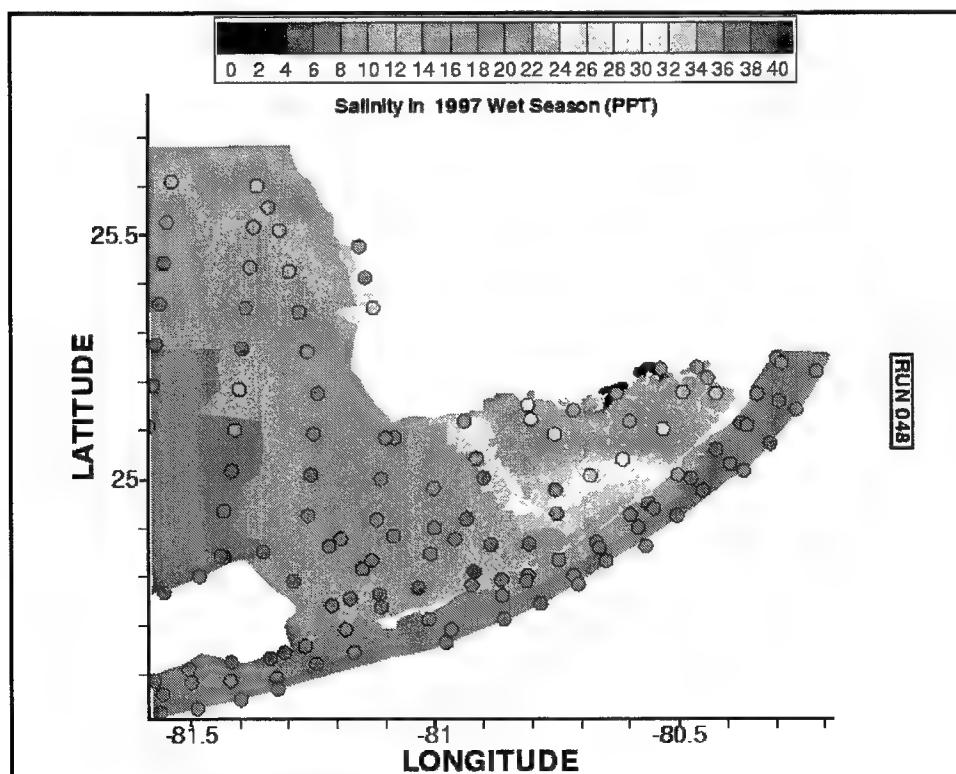 0 2 4 6 8 10 12 14 16 18 20 22 24 26 28 30 32 34 36 38 40
Salinity in 1997 Wet Season (PPT)
25.5
LATITUDE
RUN 048
25
-81.5 -81 -80.5
LONGITUDE